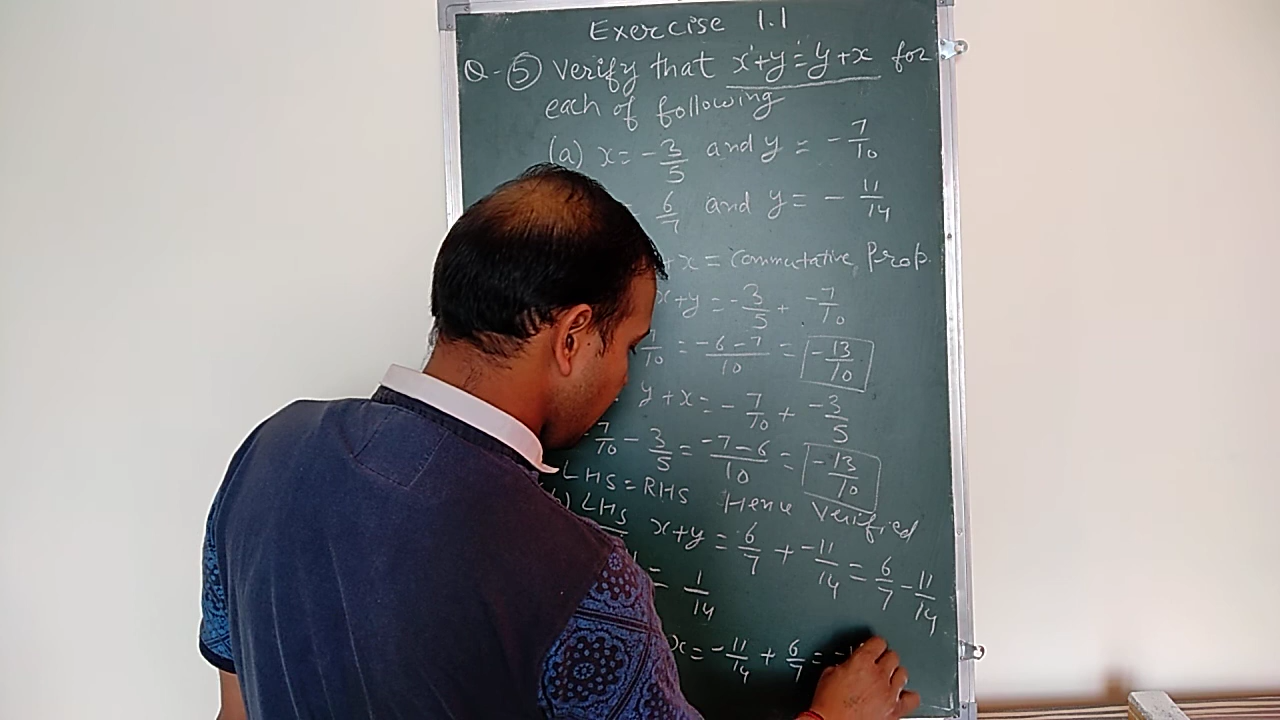 Exercise 1.1
Q-(5) Verify that x+y=y+x for
each of following
(a) x=-3/5 and y=-7/10
6/7 and y=-11/14
+x=Commutative Prop.
x+y=-3/5+-7/10
7/10=-6-7/10=-13/10
y+x=-7/10+-3/5
-7/10-3/5=-7-6/10=-13/10
LHS=RHS Hence Verified
(b) LHS x+y=6/7+-11/14=6/7-11/14
=1/14
x=-11/14+6/7=